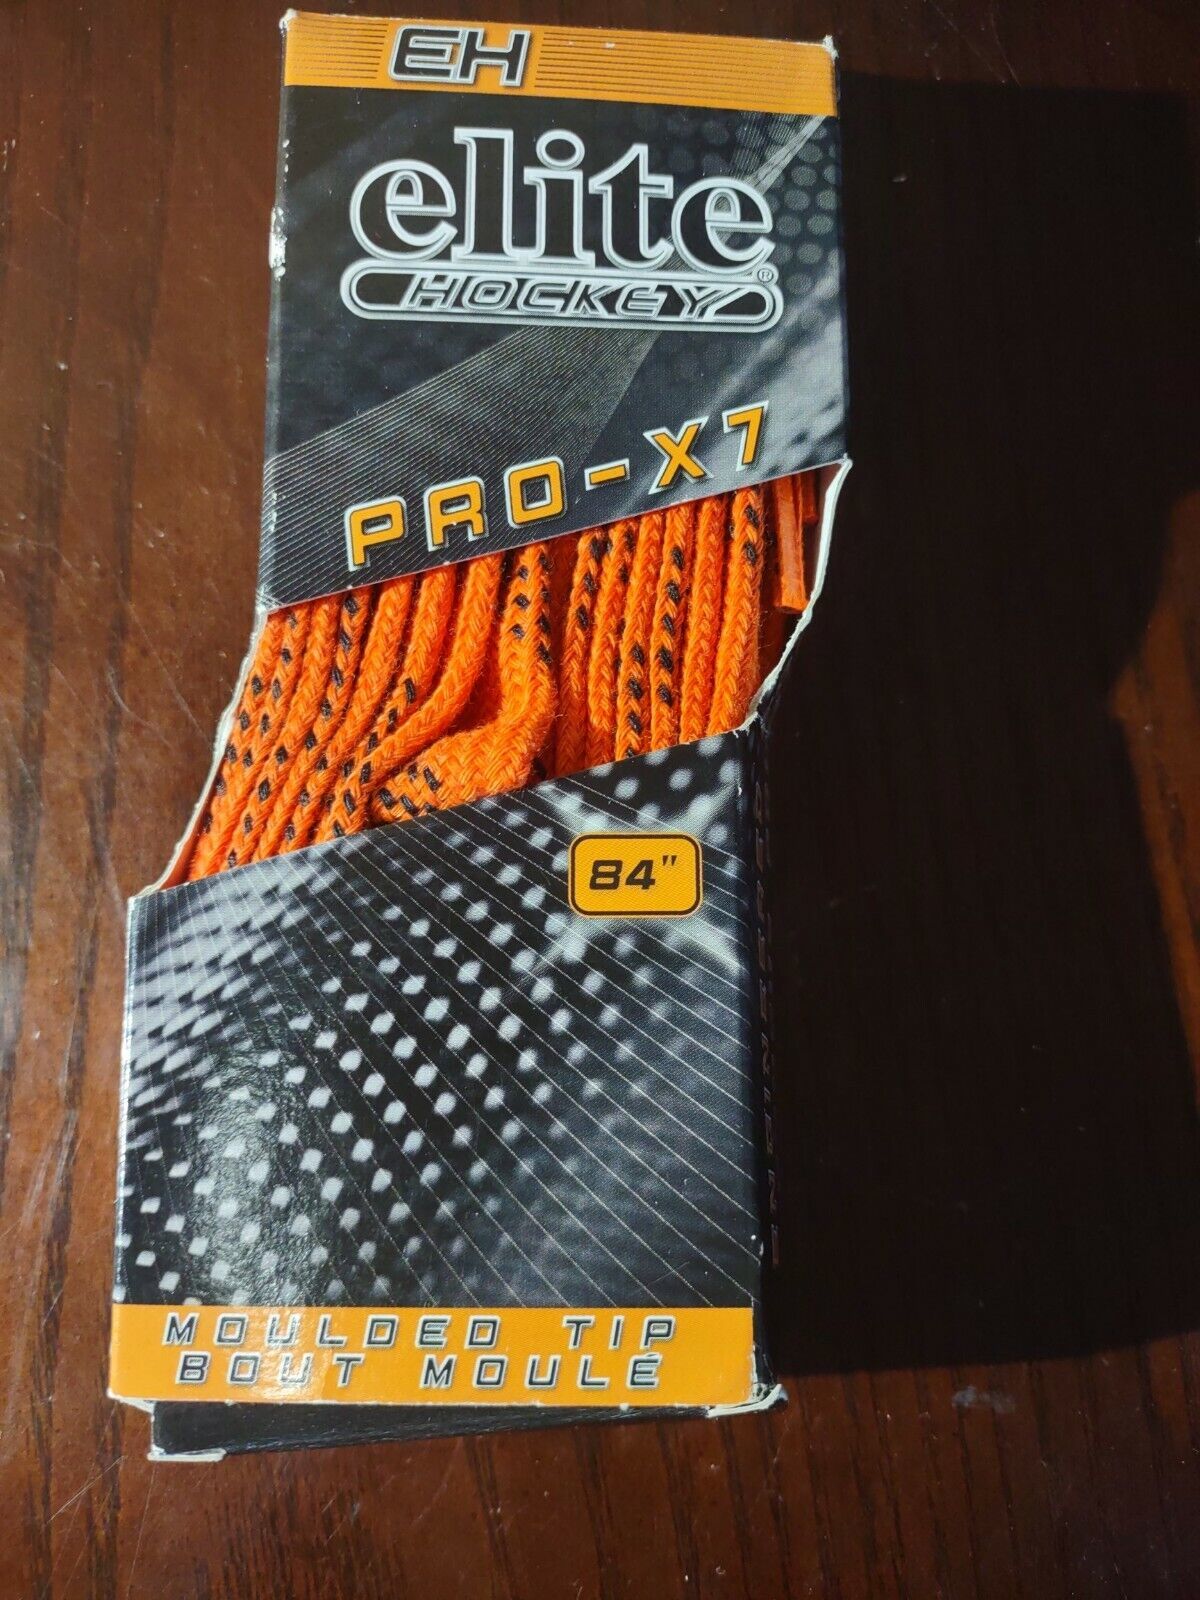 EH
elite
HOCKEY®
PRO-X7
84"
MOULDED TIP
BOUT MOULÉ